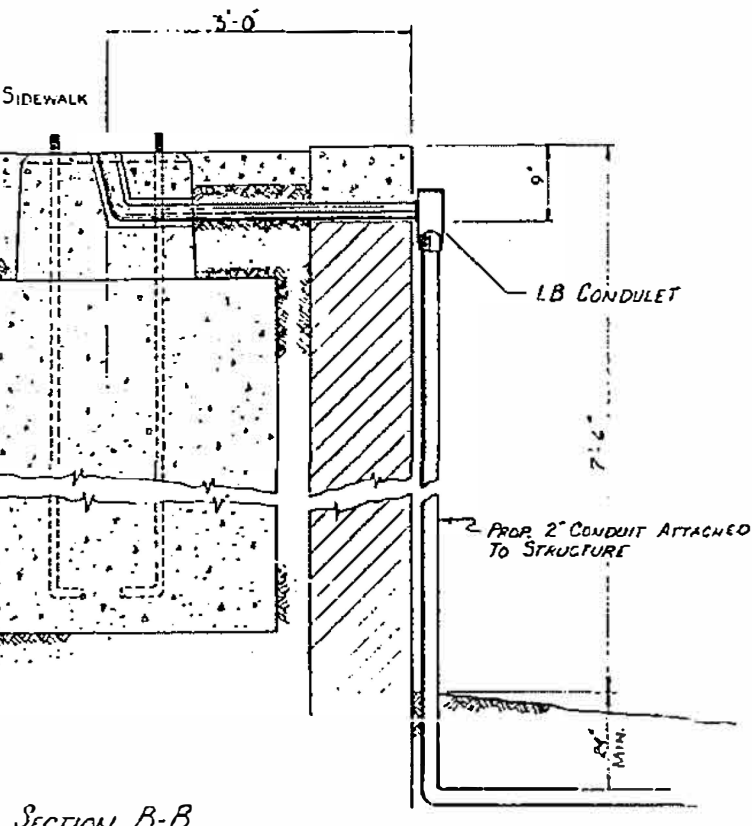 3'-0"
SIDEWALK
9"
LB CONDULET
7'-6"
PROP. 2" CONDUIT ATTACHED
TO STRUCTURE
24"
MIN.
SECTION B-B